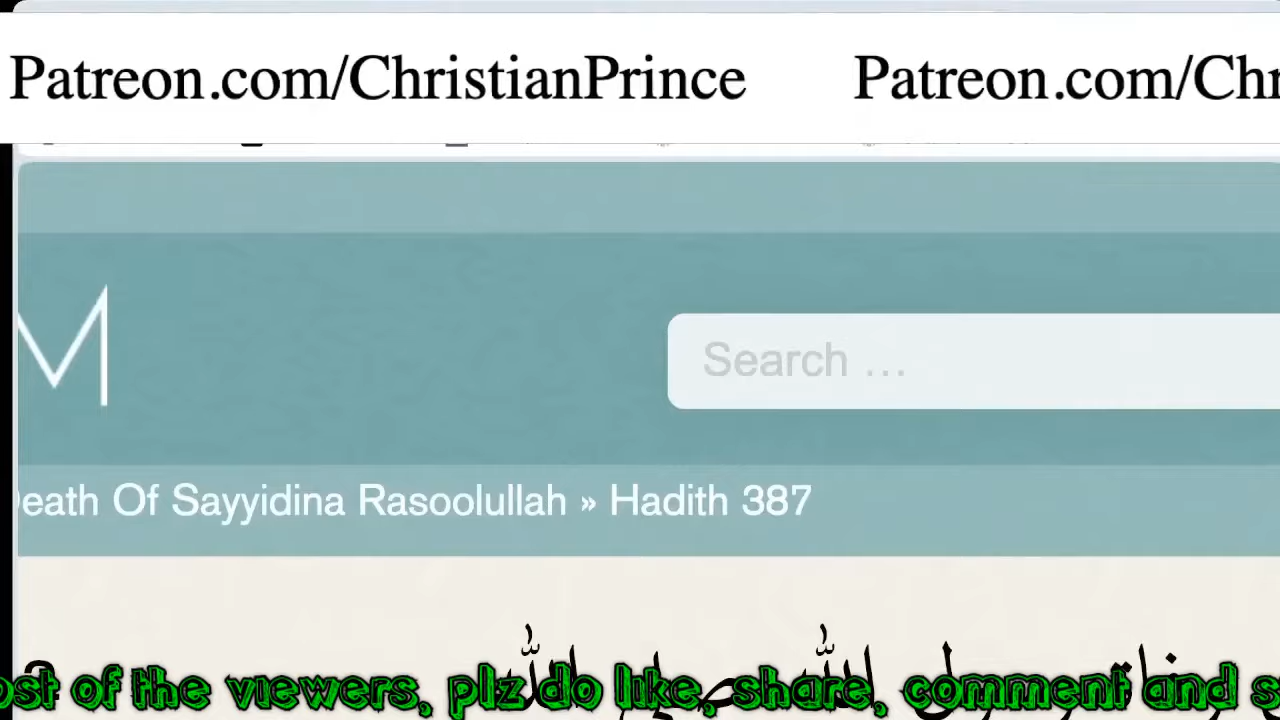 Patreon.com/ChristianPrince Patreon.com/Chr
M
eath Of Sayyidina Rasoolullah » Hadith 387
ost of the viewers, plz do like, share, comment and s